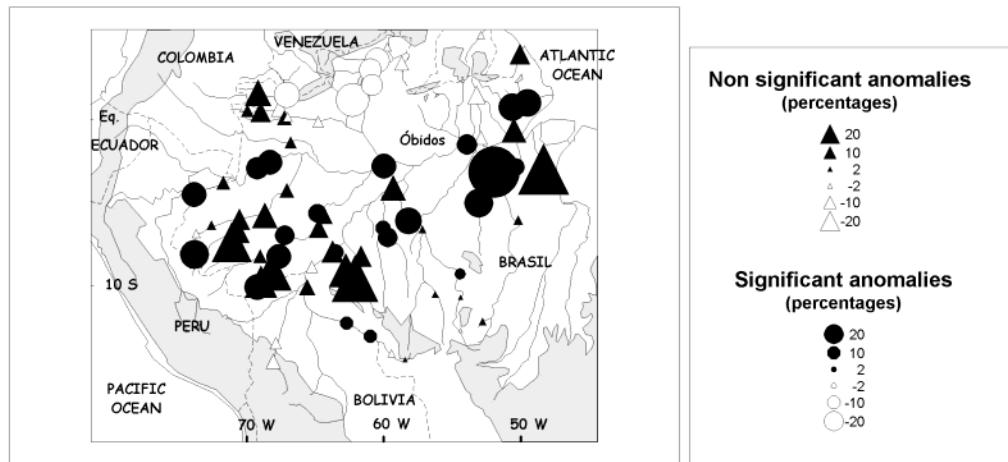 VENEZUELA
COLOMBIA
ATLANTIC
OCEAN
Eq.
ECUADOR
Óbidos
BRASIL
10 S
PERU
PACIFIC
OCEAN
BOLIVIA
70 W
60 W
50 W
Non significant anomalies
(percentages)
20
10
2
-2
-10
-20
Significant anomalies
(percentages)
20
10
2
-2
-10
-20